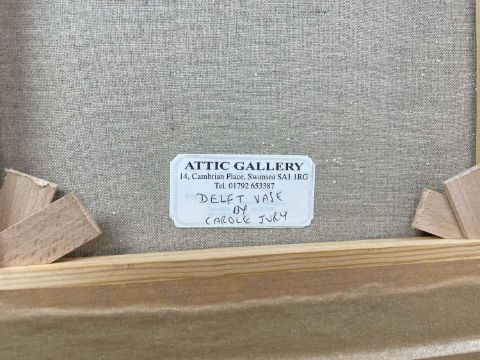 ATTIC GALLERY
14, Cambrian Place, Swansea SA1 1RG
Tel. 01792 653387
DELFT VASE
BY
CAROLE JURY